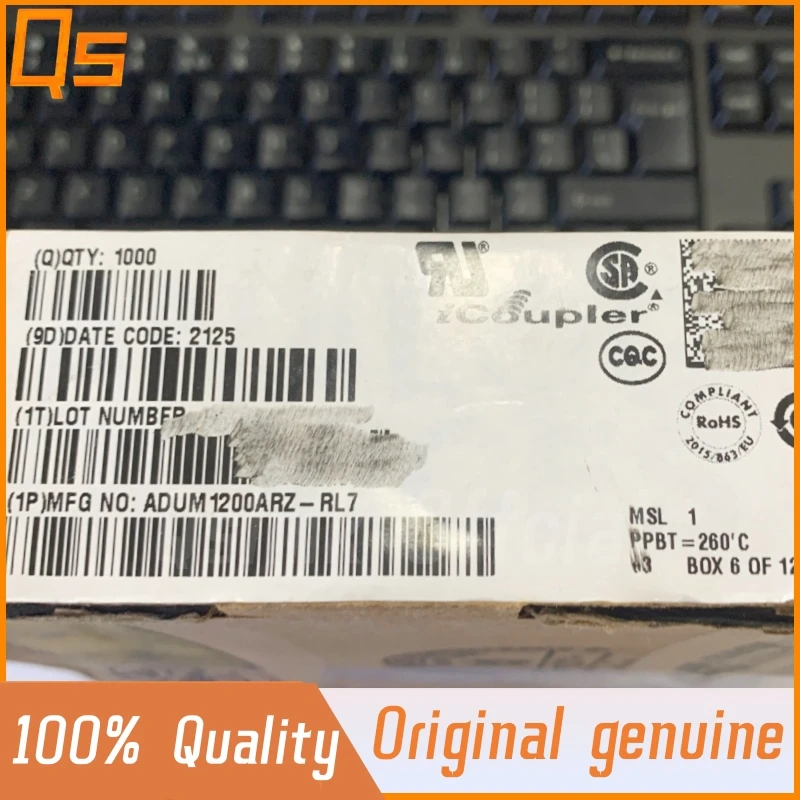 Qs
(Q)QTY: 1000
(9D)DATE CODE: 2125
(1T)LOT NUMBER
(1P)MFG NO: ADUM1200ARZ-RL7
iCoupler®
CQC
COMPLIANT
RoHS
2015/863/EU
MSL 1
PPBT=260'C
BOX 6 OF 12
100% Quality
Original genuine